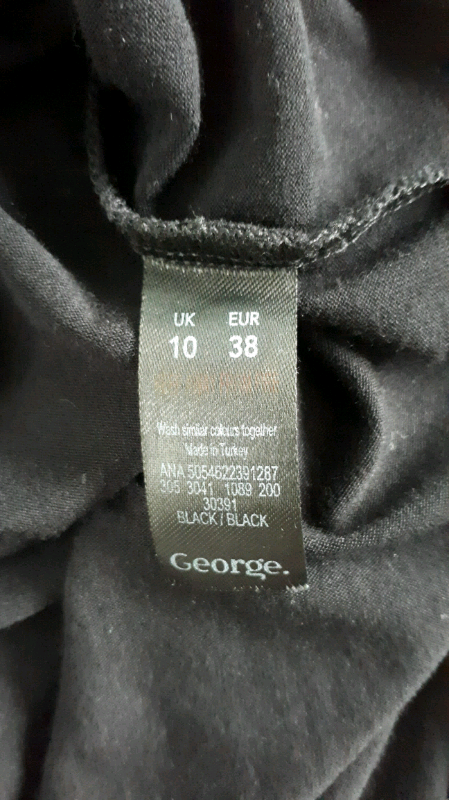 UK EUR
10 38
Wash similar colours together
Made in Turkey
ANA 5054622391287
305 3041 1089 200
30391
BLACK / BLACK
George.